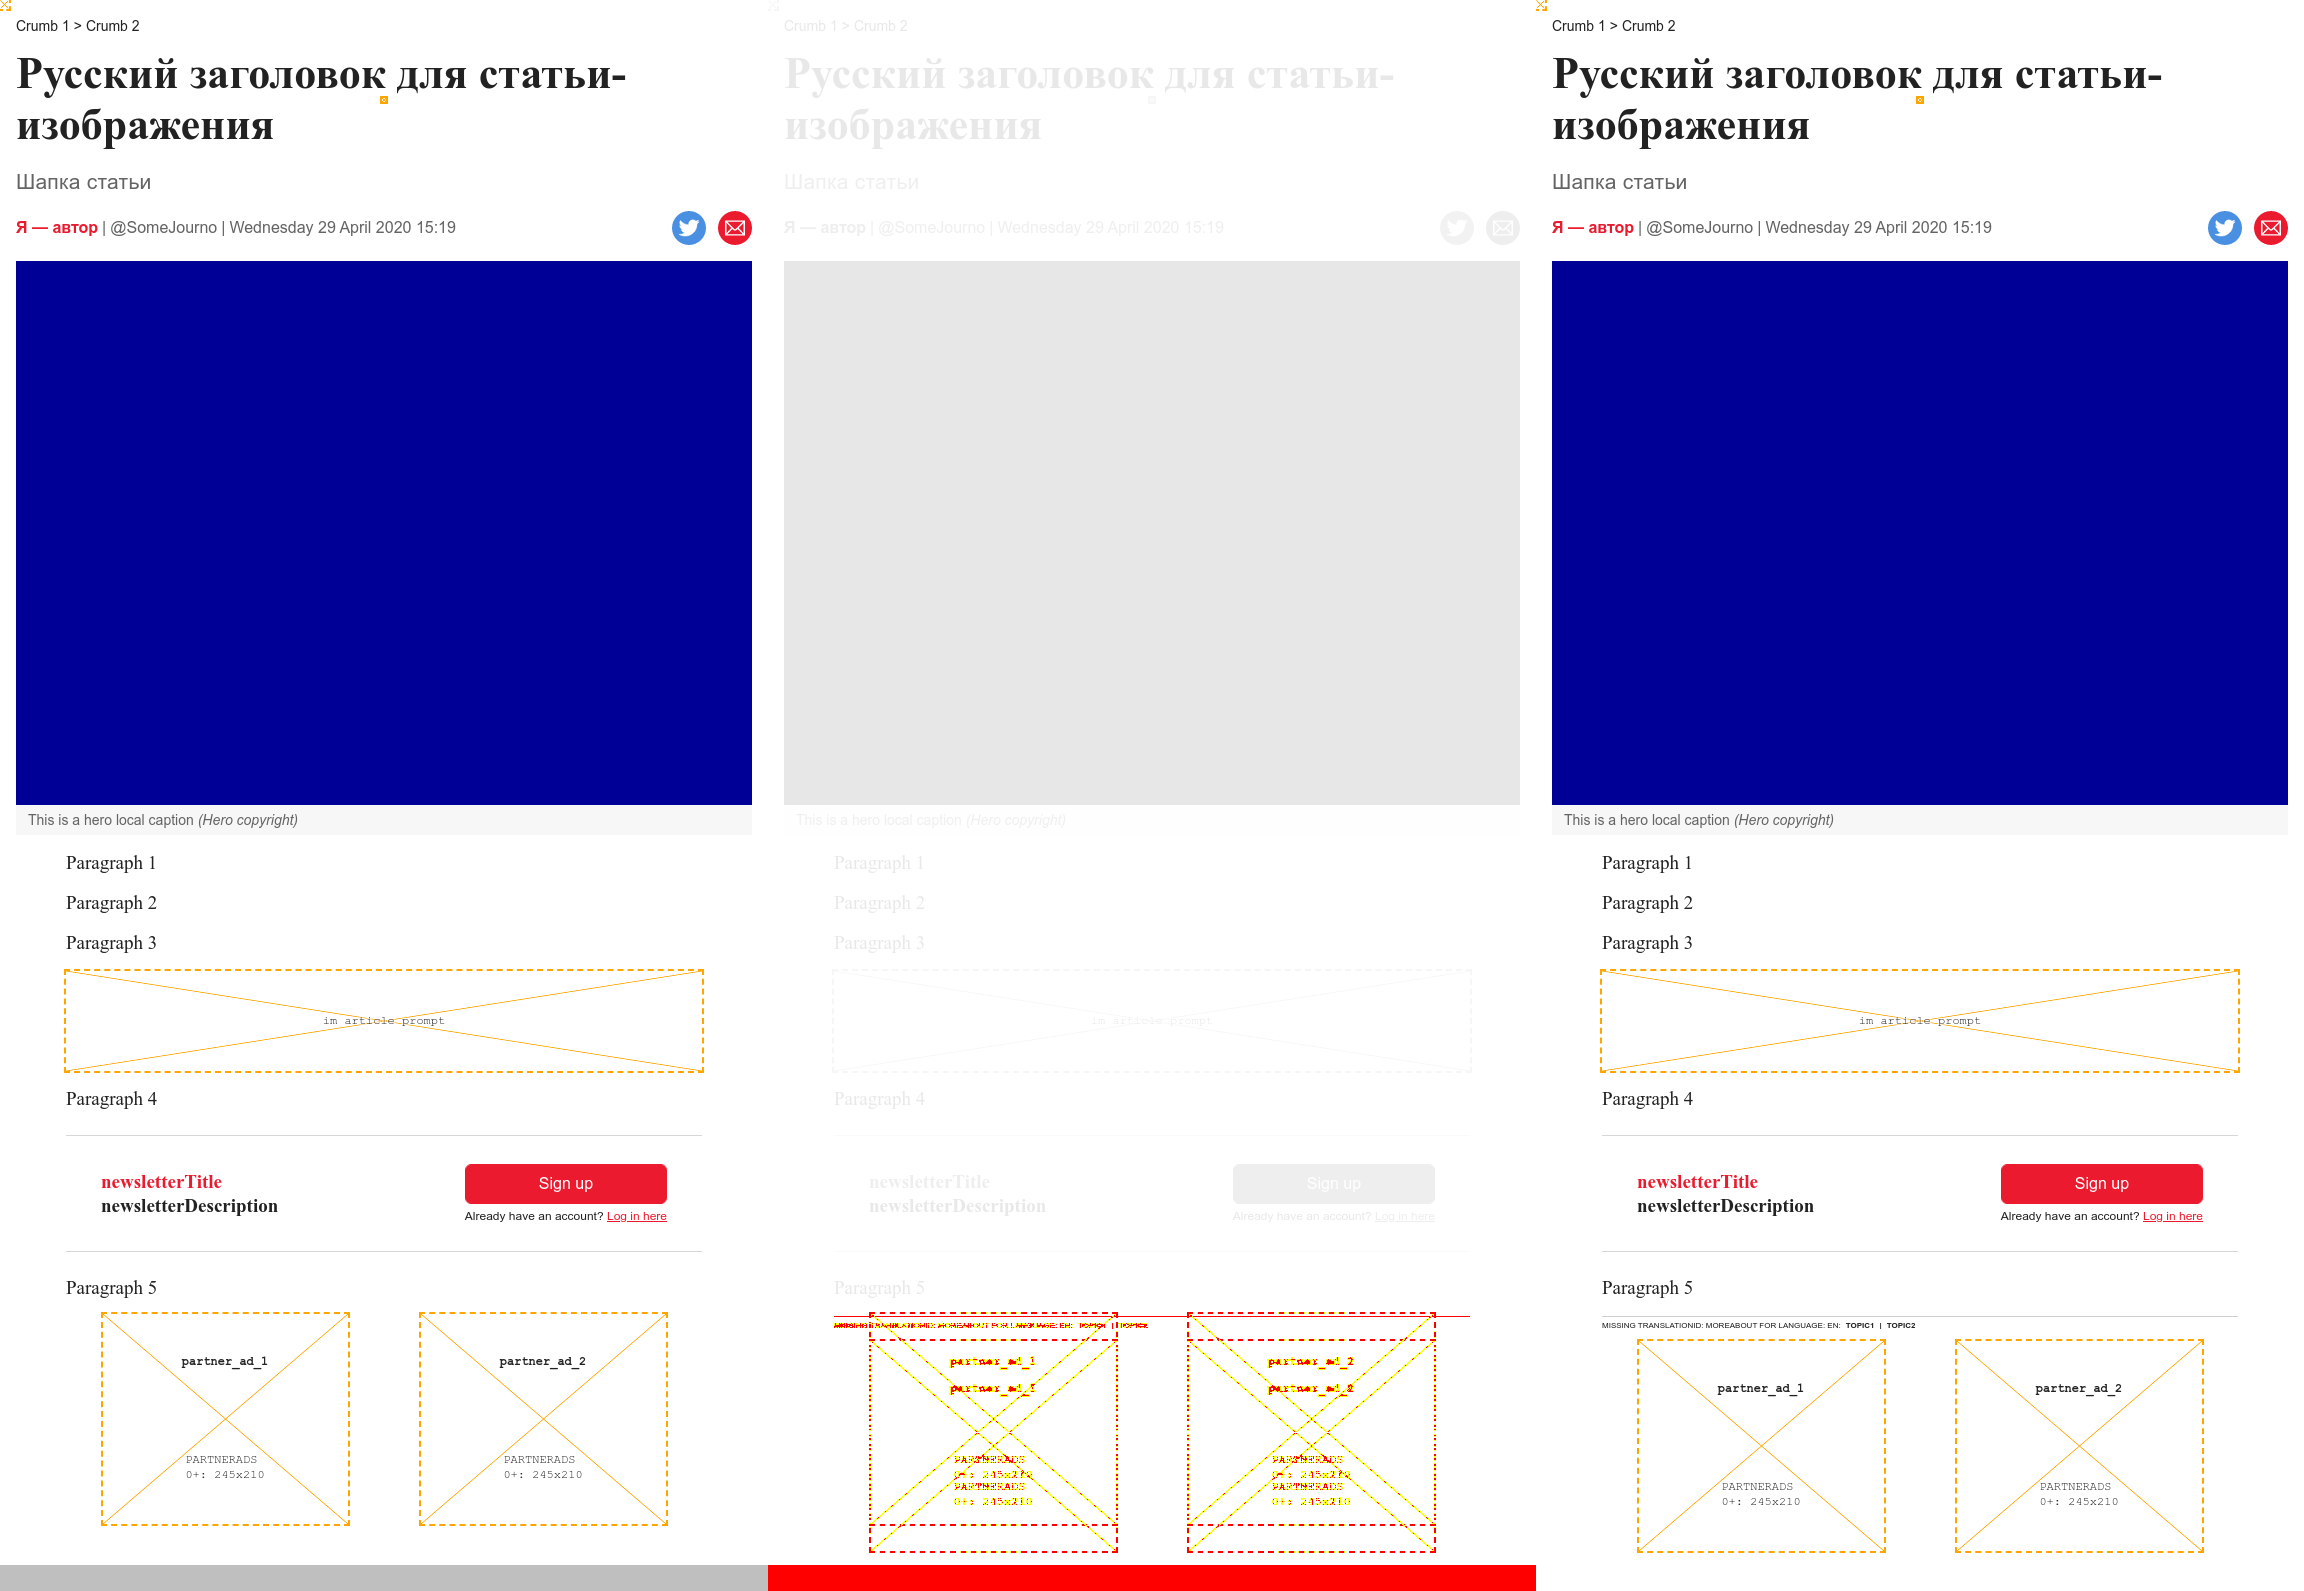 Crumb 1 > Crumb 2
Русский заголовок для статьи-
изображения
Шапка статьи
Я — автор | @SomeJourno | Wednesday 29 April 2020 15:19
This is a hero local caption (Hero copyright)
Paragraph 1
Paragraph 2
Paragraph 3
im article prompt
Paragraph 4
newsletterTitle
newsletterDescription
Sign up
Already have an account? Log in here
Paragraph 5
partner_ad_1
PARTNERADS
0+: 245x210
partner_ad_2
PARTNERADS
0+: 245x210
Crumb 1 > Crumb 2
Русский заголовок для статьи-
изображения
Шапка статьи
Я — автор | @SomeJourno | Wednesday 29 April 2020 15:19
This is a hero local caption (Hero copyright)
Paragraph 1
Paragraph 2
Paragraph 3
im article prompt
Paragraph 4
newsletterTitle
newsletterDescription
Sign up
Already have an account? Log in here
Paragraph 5
partner_ad_1
partner_ad_1
PARTNERADS
0+: 245x210
PARTNERADS
0+: 245x210
partner_ad_2
partner_ad_2
PARTNERADS
0+: 245x210
PARTNERADS
0+: 245x210
Crumb 1 > Crumb 2
Русский заголовок для статьи-
изображения
Шапка статьи
Я — автор | @SomeJourno | Wednesday 29 April 2020 15:19
This is a hero local caption (Hero copyright)
Paragraph 1
Paragraph 2
Paragraph 3
im article prompt
Paragraph 4
newsletterTitle
newsletterDescription
Sign up
Already have an account? Log in here
Paragraph 5
MISSING TRANSLATIONID: MOREABOUT FOR LANGUAGE: EN: TOPIC1 | TOPIC2
partner_ad_1
PARTNERADS
0+: 245x210
partner_ad_2
PARTNERADS
0+: 245x210